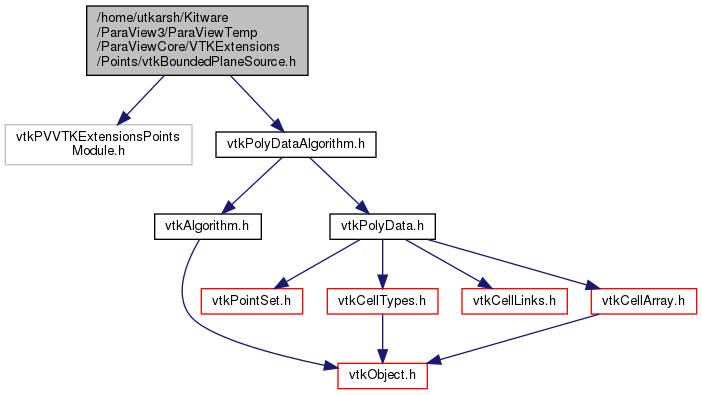 /home/utkarsh/Kitware
/ParaView3/ParaViewTemp
/ParaViewCore/VTKExtensions
/Points/vtkBoundedPlaneSource.h
vtkPVVTKExtensionsPoints
Module.h
vtkPolyDataAlgorithm.h
vtkAlgorithm.h
vtkPolyData.h
vtkPointSet.h
vtkCellTypes.h
vtkCellLinks.h
vtkCellArray.h
vtkObject.h